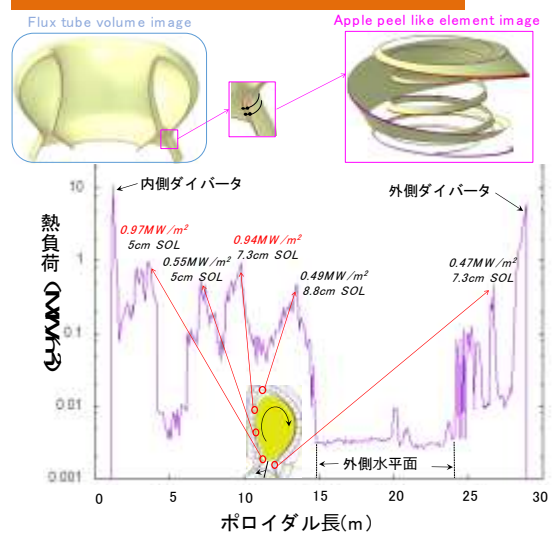 Flux tube volume image
Apple peel like element image
内側ダイバータ
外側ダイバータ
熱負荷
0.97MW/m²
5cm SOL
0.55MW/m²
5cm SOL
0.94MW/m²
7.3cm SOL
0.49MW/m²
8.8cm SOL
0.47MW/m²
7.3cm SOL
10
1
0.1
0.01
0.001
外側水平面
0
5
10
15
20
25
30
ポロイダル長(m)